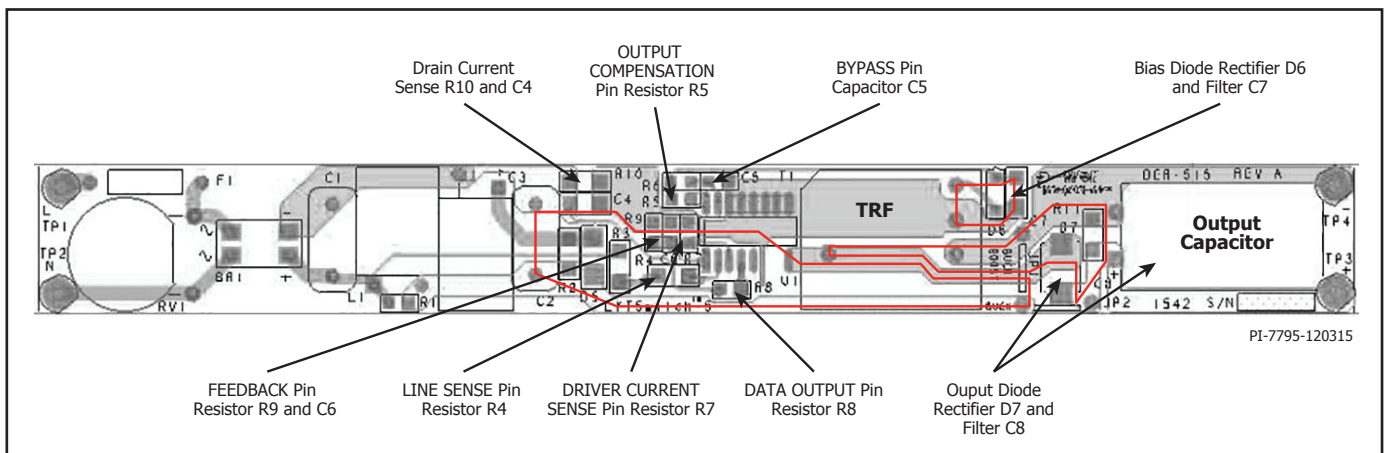 Drain Current
Sense R10 and C4
OUTPUT
COMPENSATION
Pin Resistor R5
BYPASS Pin
Capacitor C5
Bias Diode Rectifier D6
and Filter C7
L
TP1
TP2
N
F1
RV1
BR1
C1
L1
R1
C3
C2
R10
C4
R3
R2
R6
R5
R9
R4
C5
T1
TRF
U1
R8
D6
DER-515 REV A
R11
D7
Output
Capacitor
TP4
TP3
+
JP2
1542 S/N
PI-7795-120315
FEEDBACK Pin
Resistor R9 and C6
LINE SENSE Pin
Resistor R4
DRIVER CURRENT
SENSE Pin Resistor R7
DATA OUTPUT Pin
Resistor R8
Ouput Diode
Rectifier D7 and
Filter C8